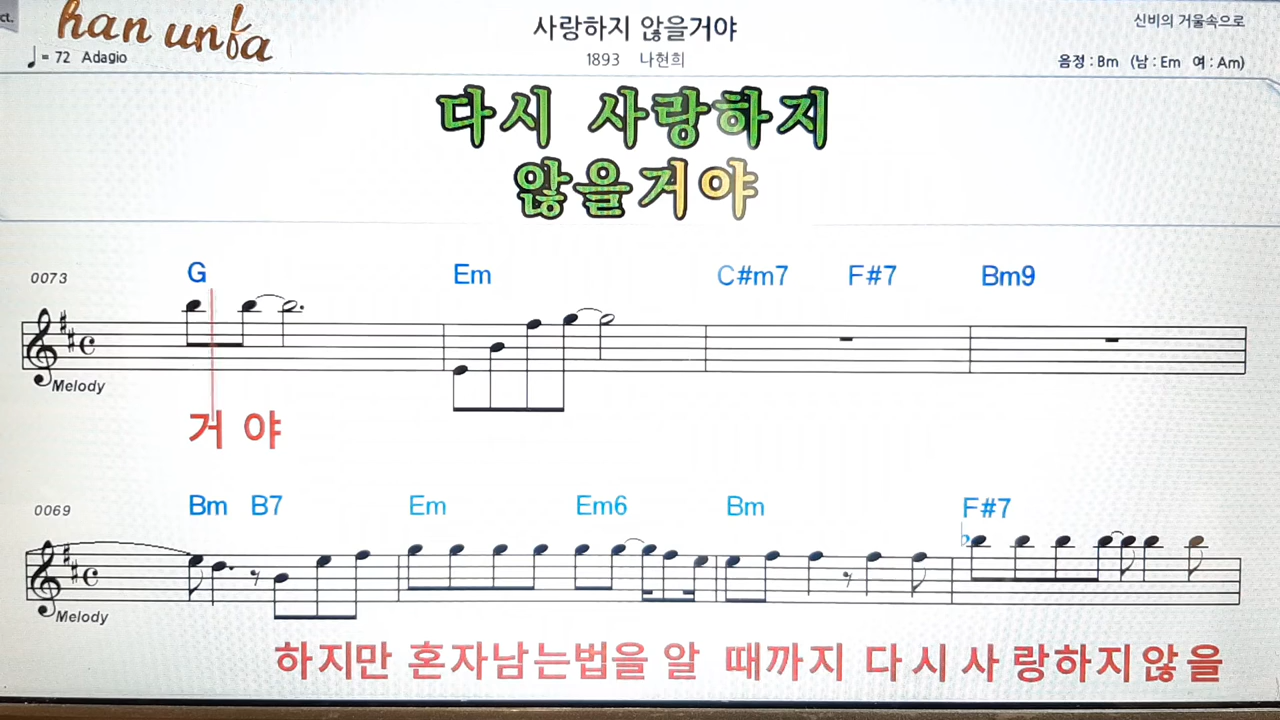 ct.
han unfa
사랑하지 않을거야
신비의 거울속으로
♩= 72 Adagio
1893 나현희
음정 : Bm (남 : Em 여 : Am)
다시 사랑하지
않을거야
0073
G Em C#m7 F#7 Bm9
Melody
거 야
0069
Bm B7 Em Em6 Bm F#7
Melody
하지만 혼자남는법을 알 때까지 다시사랑하지않을